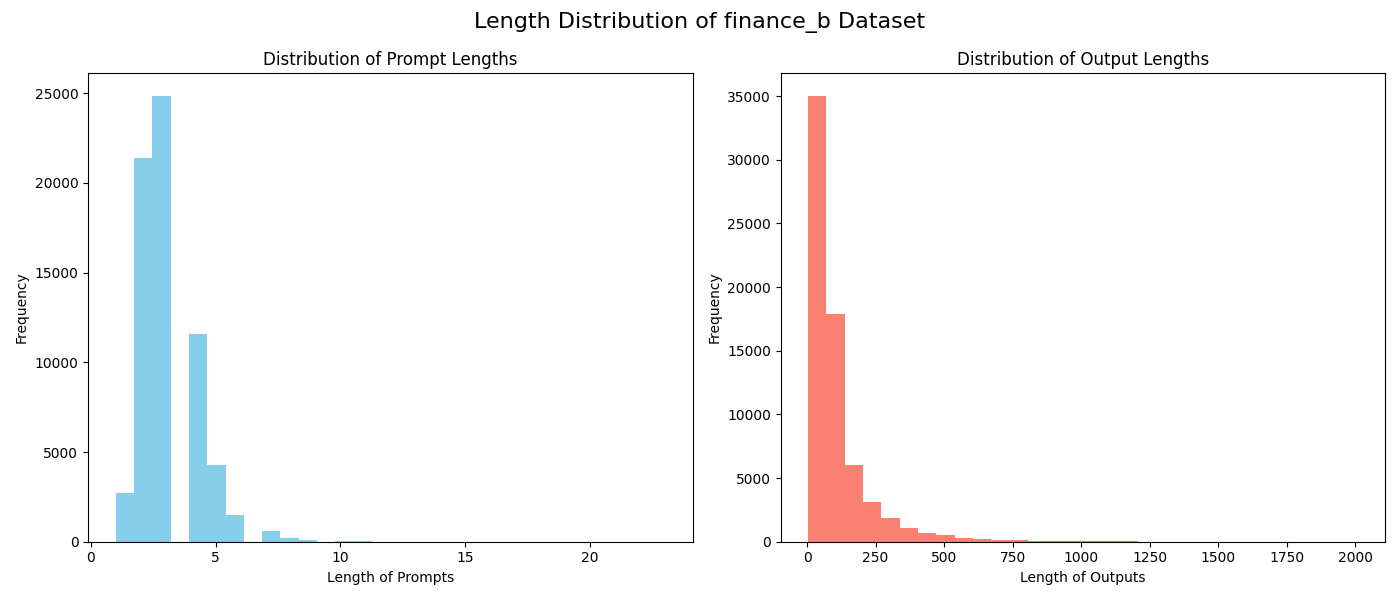 Length Distribution of finance_b Dataset
Distribution of Prompt Lengths
Frequency
25000
20000
15000
10000
5000
0
0 5 10 15 20
Length of Prompts
Distribution of Output Lengths
Frequency
35000
30000
25000
20000
15000
10000
5000
0
0 250 500 750 1000 1250 1500 1750 2000
Length of Outputs